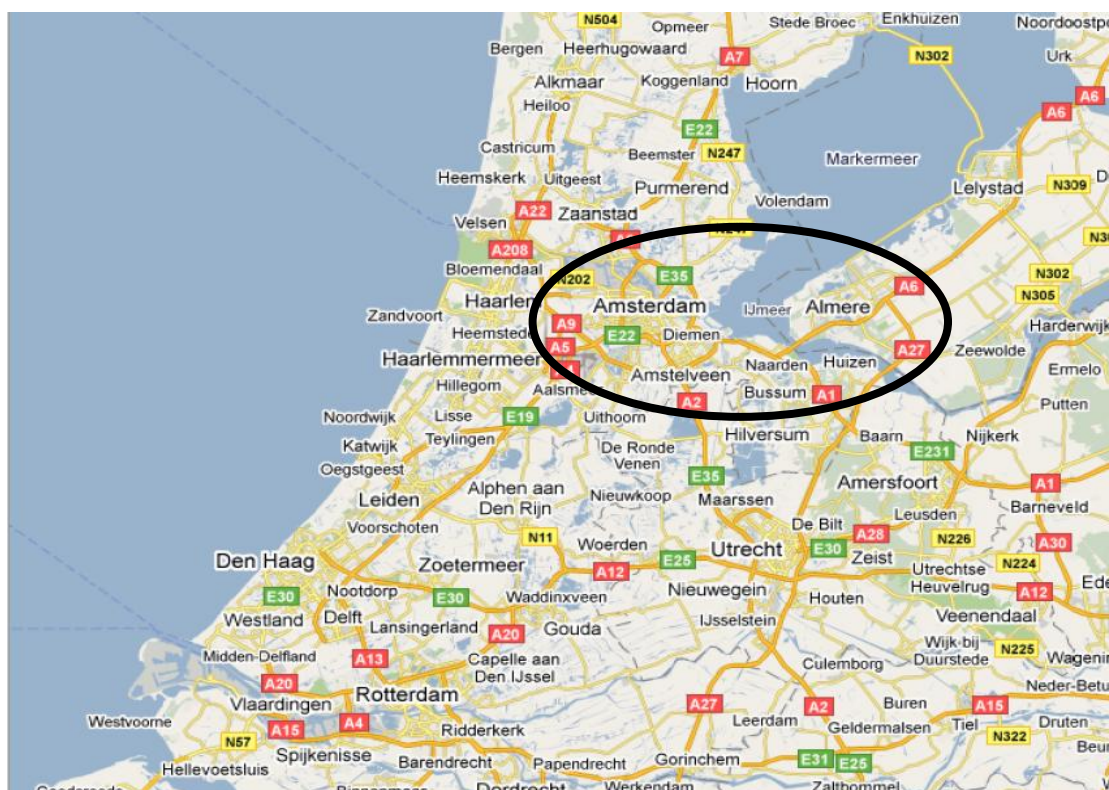 N504
Opmeer
Stede Broec
Enkhuizen
Bergen
Heerhugowaard
A7
N302
Urk
Alkmaar
Koggenland
Hoorn
A6
A6
Heiloo
E22
Castricum
Beemster
N247
Markermeer
Heemskerk
Uitgeest
Purmerend
Lelystad
N309
A22
Zaanstad
Volendam
Velsen
A208
Bloemendaal
N202
E35
N302
A6
N305
Haarlem
Amsterdam
IJmeer
Almere
Zandvoort
A9
Heemstede
E22
Diemen
Harderwijk
A5
A27
Zeewolde
Haarlemmermeer
Naarden
Huizen
Ermelo
Hillegom
Aalsmeer
Amstelveen
Bussum
A1
A2
Putten
Noordwijk
Lisse
E19
Uithoorn
Teylingen
Hilversum
Baarn
Nijkerk
Katwijk
De Ronde
Venen
E231
Oegstgeest
E35
A1
Leiden
Alphen aan
Den Rijn
Nieuwkoop
Maarssen
Amersfoort
Barneveld
Leusden
Voorschoten
N11
Woerden
De Bilt
A28
N226
A30
Den Haag
Zoetermeer
A12
E25
Utrecht
E30
Zeist
Utrechtse
Heuvelrug
N224
E30
Nootdorp
E30
Waddinxveen
Nieuwegein
Houten
A12
Westland
Delft
Lansingerland
A20
Gouda
IJsselstein
Veenendaal
Midden-Delfland
A13
Capelle aan
Den IJssel
Culemborg
Wijk bij
Duurstede
N225
A20
Vlaardingen
Rotterdam
A27
A2
Buren
A15
Westvoorne
A4
Ridderkerk
Leerdam
Geldermalsen
Tiel
Druten
A15
N57
Spijkenisse
N322
Hellevoetsluis
Barendrecht
Papendrecht
Gorinchem
E31
E25
Dordrecht
Werkendam
Zaltbommel